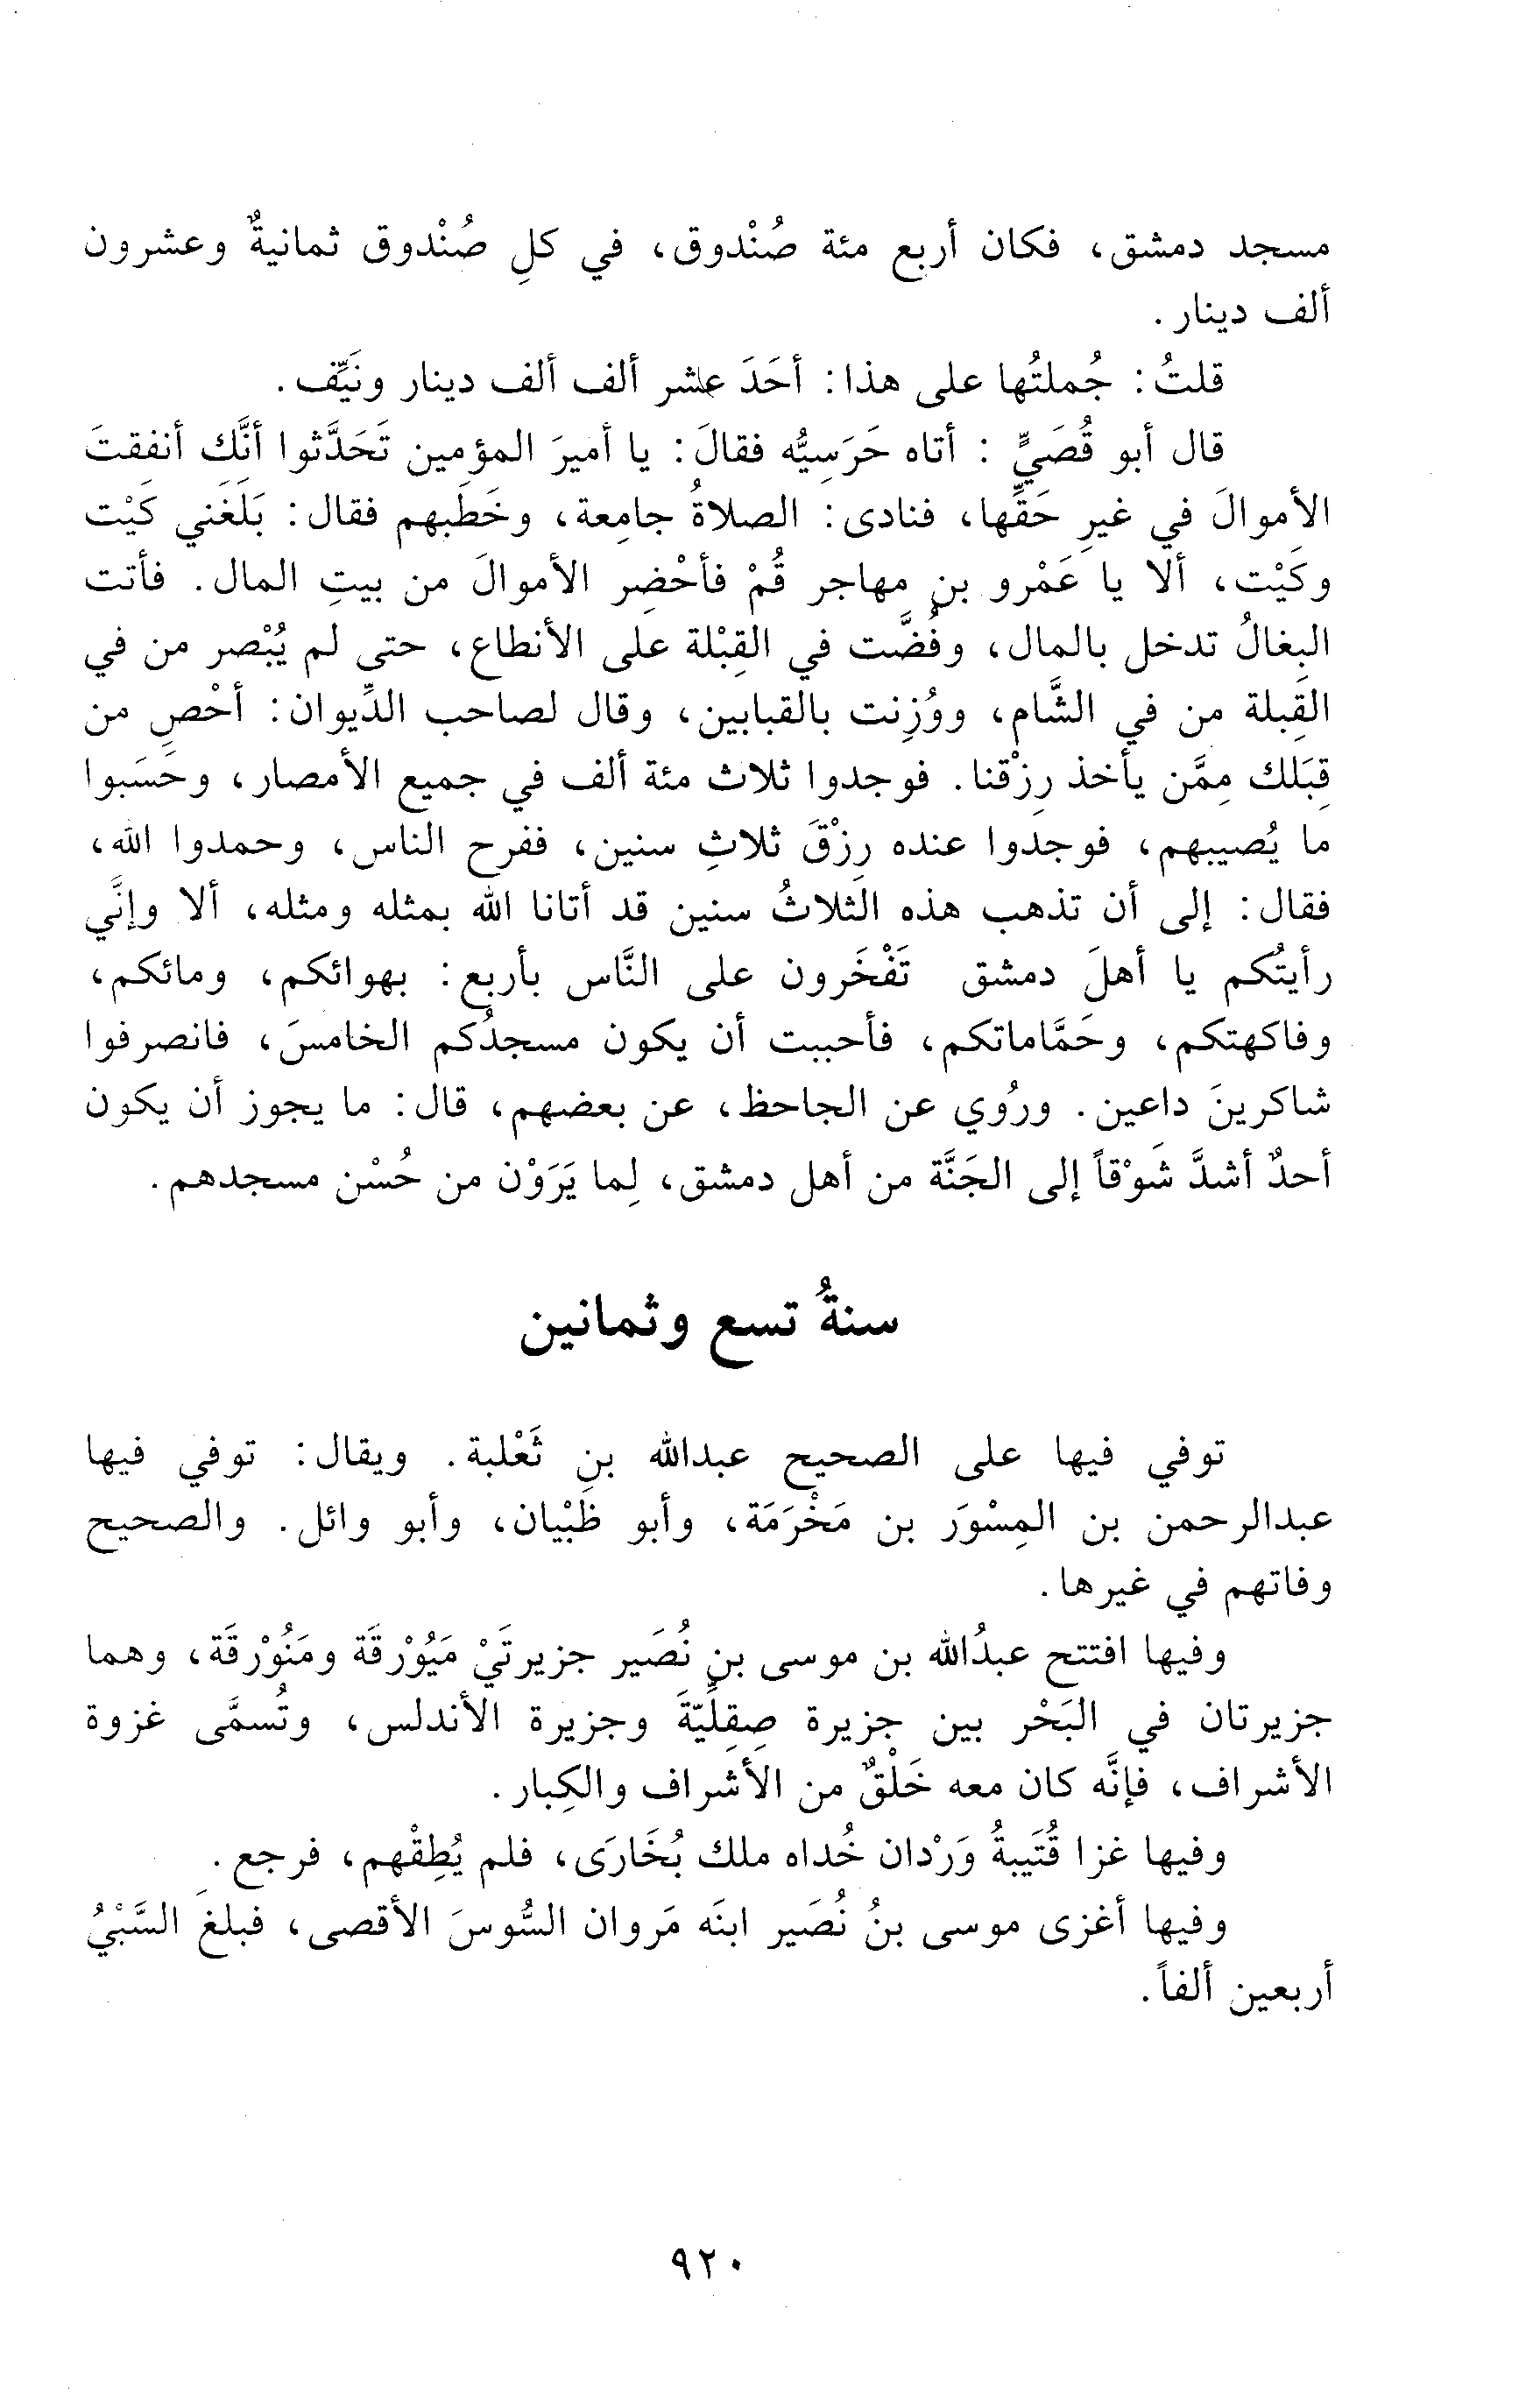 مسجد دمشق، فكان أربع مئة صُنْدوق، في كلِ صُنْدوق ثمانيةٌ وعشرون
ألف دينار.
قلتُ: جُملتُها على هذا: أحَدَ عشر ألف ألف دينار ونَيِّف.
قال أبو قُصَيٍّ: أتاه حَرَسِيُّه فقالَ: يا أميرَ المؤمِنين تَحَدَّثوا أنَّك أنفقتَ
الأموالَ في غيرِ حَقِّها، فنادى: الصلاةُ جامِعة، وخَطَبهم فقال: بَلَغَني كَيْت
وكَيْت، ألا يا عَمْرو بنِ مهاجر قُمْ فأحْضِر الأموالَ من بيتِ المال. فأتت
البِغالُ تدخل بالمال، وفُضَّت في القِبْلة على الأنطاع، حتى لم يُبْصر من في
القِبلة من في الشَّام، ووُزِنت بالقبابين، وقال لصاحب الدِّيوان: أحْصِ من
قِبَلك مِمَّن يأخذ رِزْقنا. فوجدوا ثلاث مئة ألف في جميع الأمصار، وحَسَبوا
ما يُصيبهم، فوجدوا عنده رِزْقَ ثلاثِ سنين، ففرح الناس، وحمدوا الله،
فقال: إلى أن تذهب هذه الثلاثُ سنين قد أتانا الله بمثله ومثله، ألا وإنَّي
رأيتُكم يا أهلَ دمشق تَفْخَرون على النَّاس بأربع: بهوائكم، ومائكم،
وفاكهتكم، وحَمَّاماتكم، فأحببت أن يكون مسجدُكم الخامسَ، فانصرفوا
شاكرينَ داعين. ورُوي عن الجاحظ، عن بعضهم، قال: ما يجوز أن يكون
أحدٌ أشدَّ شَوْقاً إلى الجَنَّة من أهل دمشق، لِما يَرَوْن من حُسْن مسجدهم.
سنةُ تسع وثمانين
توفي فيها على الصحيح عبدالله بنِ ثَعْلبة. ويقال: توفي فيها
عبدالرحمن بن المِسْوَر بن مَخْرَمَة، وأبو ظَبْيان، وأبو وائل. والصحيح
وفاتهم في غيرها.
وفيها افتتح عبدُالله بن موسى بنِ نُصَير جزيرتَيْ مَيُوْرقَة ومَنُوْرقَة، وهما
جزيرتان في البَحْر بين جزيرة صِقِلِّيّةَ وجزيرة الأندلس، وتُسمَّى غزوة
الأشراف، فإنَّه كان معه خَلْقٌ من الأشراف والكِبار.
وفيها غزا قُتَيبةُ وَرْدان خُداه ملك بُخَارَى، فلم يُطِقْهم، فرجع.
وفيها أغزى موسى بنُ نُصَير ابنَه مَروان السُّوسَ الأقصى، فبلغَ السَّبْيُ
أربعين ألفاً.
٩٢٠